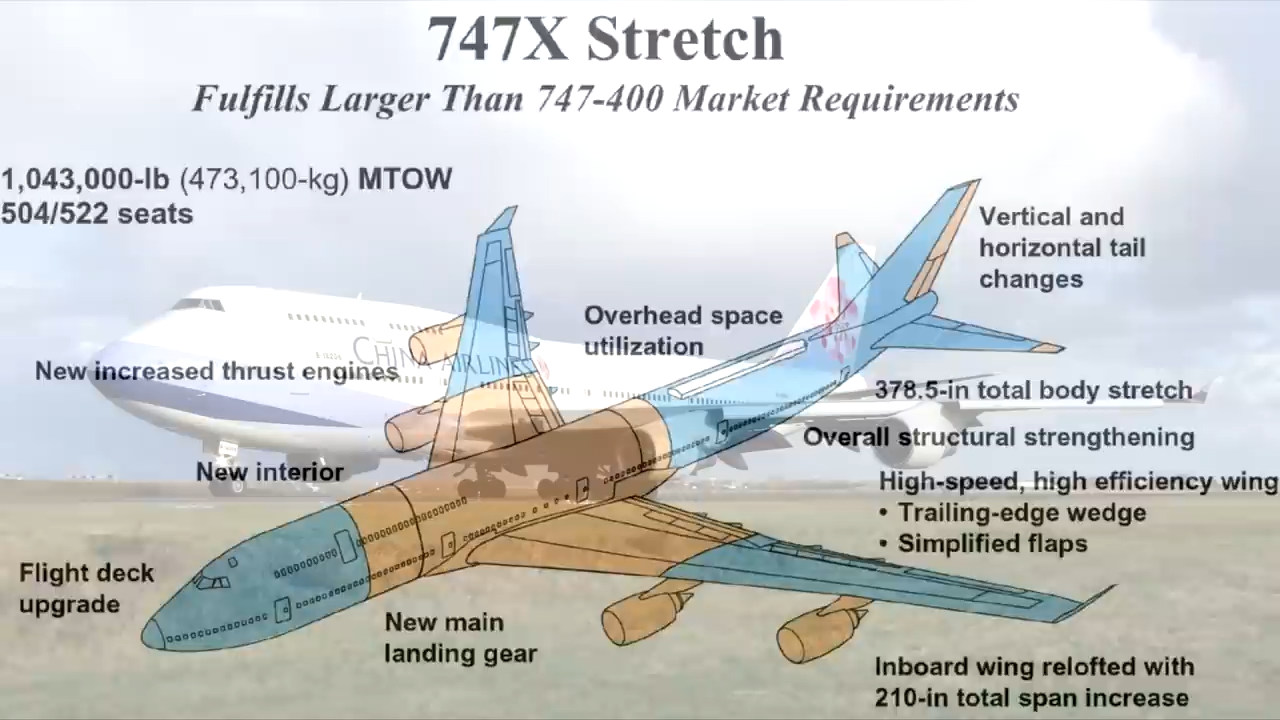 747X Stretch
Fulfills Larger Than 747-400 Market Requirements
1,043,000-lb (473,100-kg) MTOW
504/522 seats
Vertical and
horizontal tail
changes
Overhead space
utilization
CHINA AIRLINES
New increased thrust engines
378.5-in total body stretch
Overall structural strengthening
New interior
High-speed, high efficiency wing
• Trailing-edge wedge
• Simplified flaps
Flight deck
upgrade
New main
landing gear
Inboard wing relofted with
210-in total span increase